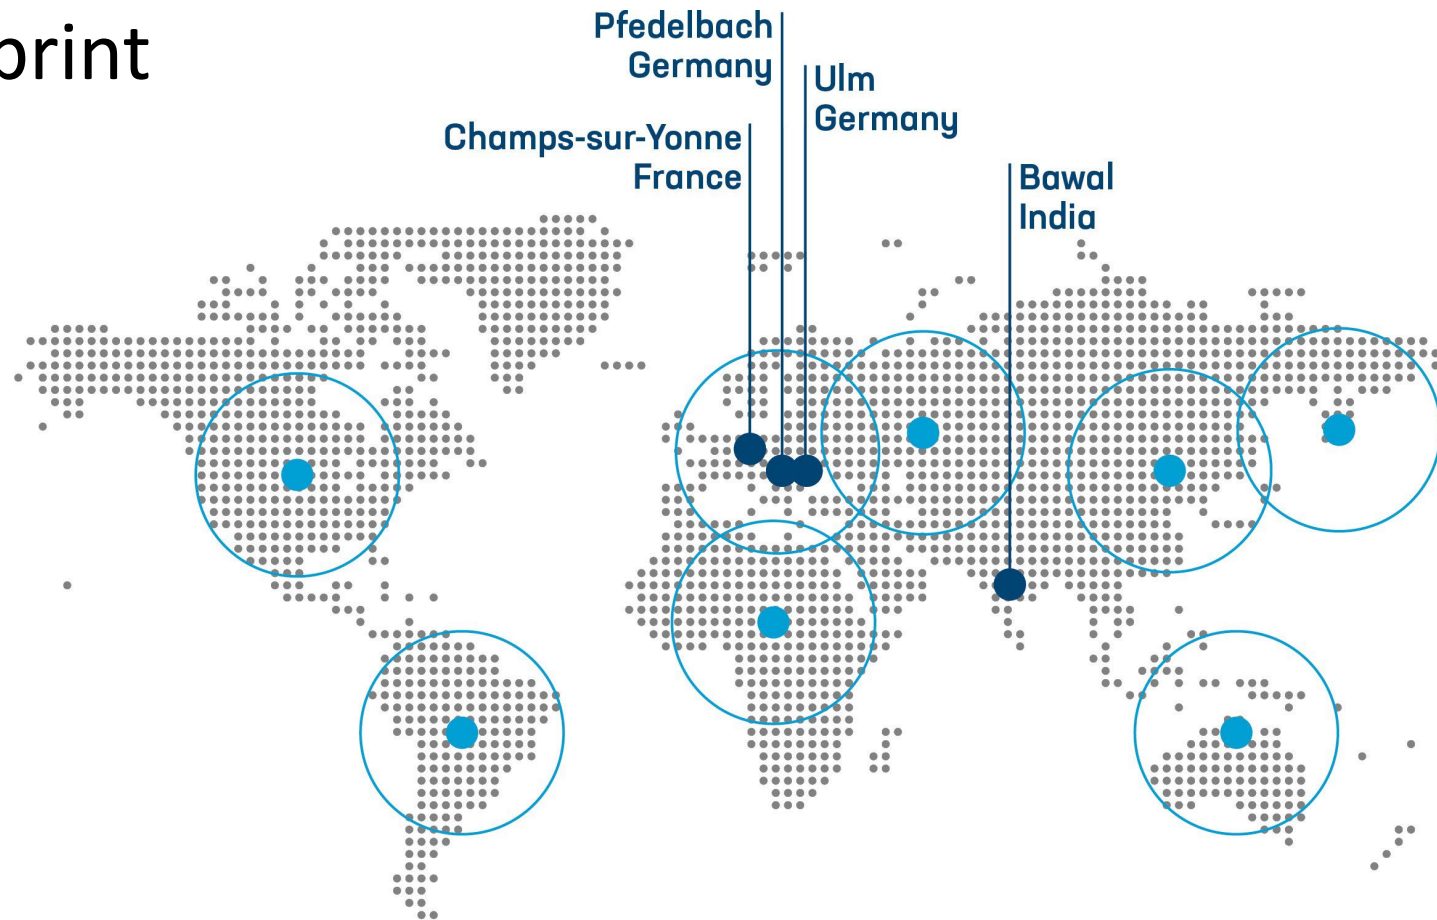 print
Pfedelbach
Germany
Ulm
Germany
Champs-sur-Yonne
France
Bawal
India